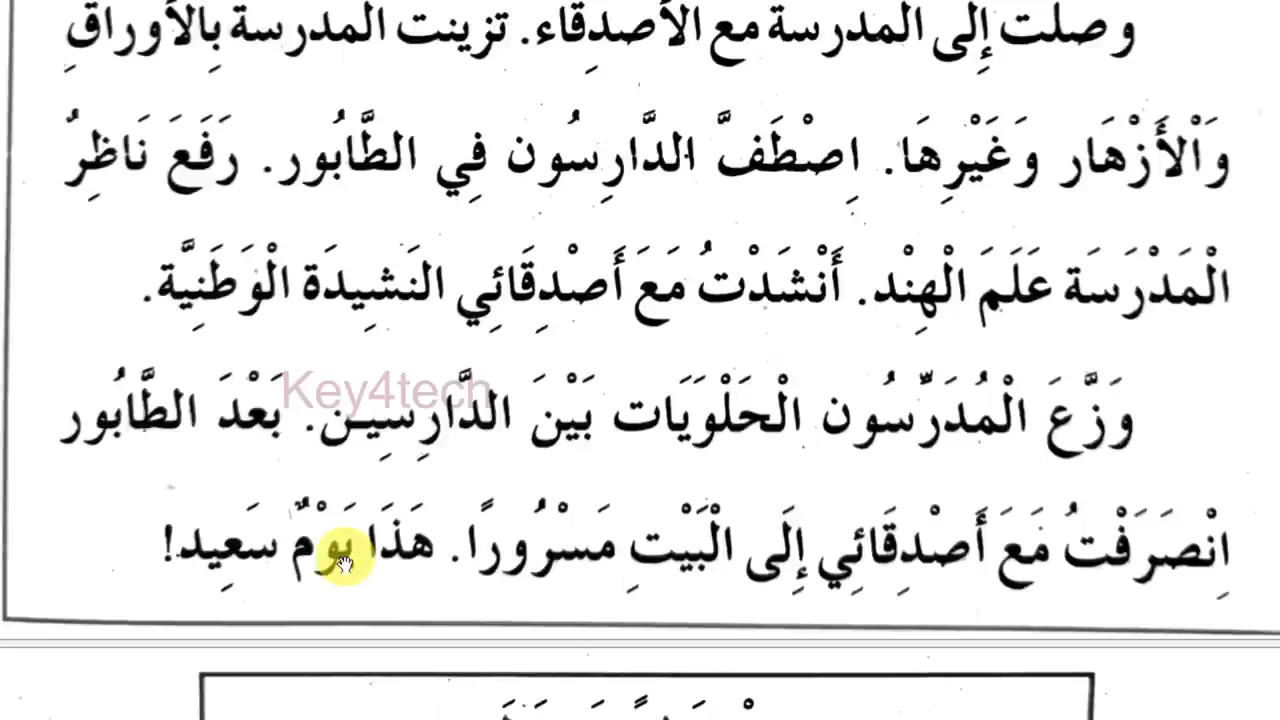 وصلت إلى المدرسة مع الأصدقاء. تزينت المدرسة بِالأوراقِ
وَالْأَزْهَار وَغَيْرِهَا. اِصْطَفَّ الدَّارِسُون فِي الطَّابُور. رَفَعَ نَاظِرُ
الْمَدْرَسَة عَلَمَ الْهِنْد. أَنْشَدْتُ مَعَ أَصْدِقَائِي النَشِيدَة الْوَطَنِيَّة.
Key4tech
وَزَّعَ الْمُدَرِّسُون الْحَلْوَيَات بَيْنَ الدَّارِسِين. بَعْدَ الطَّابُور
اِنْصَرَفْتُ مَعَ أَصْدِقَائِي إِلَى الْبَيْتِ مَسْرُورًا. هَذَا يَوْمٌ سَعِيد!